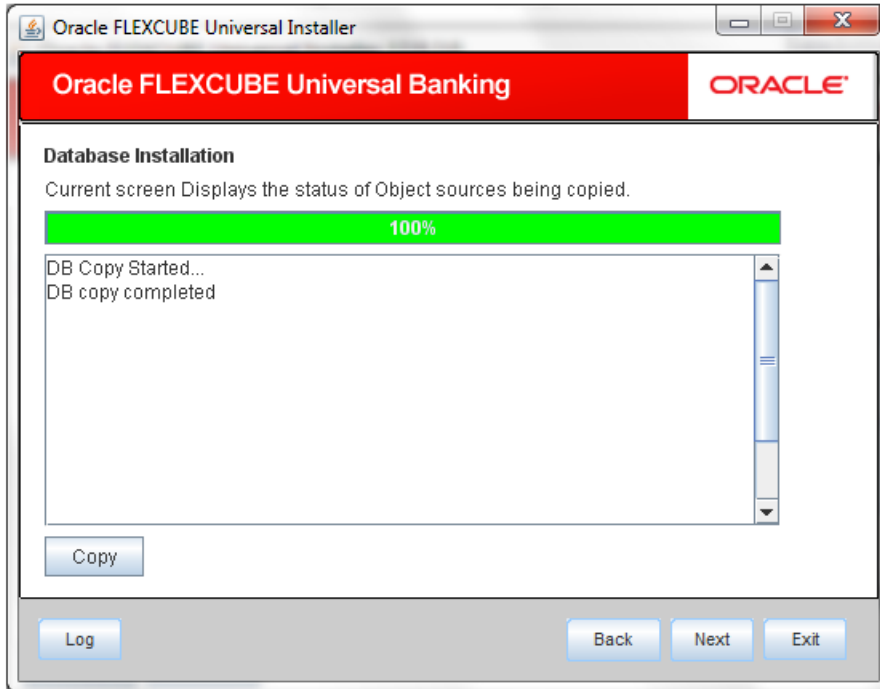 Oracle FLEXCUBE Universal Installer
Oracle FLEXCUBE Universal Banking
ORACLE
Database Installation
Current screen Displays the status of Object sources being copied.
100%
DB Copy Started...
DB copy completed
Copy
Log
Back
Next
Exit